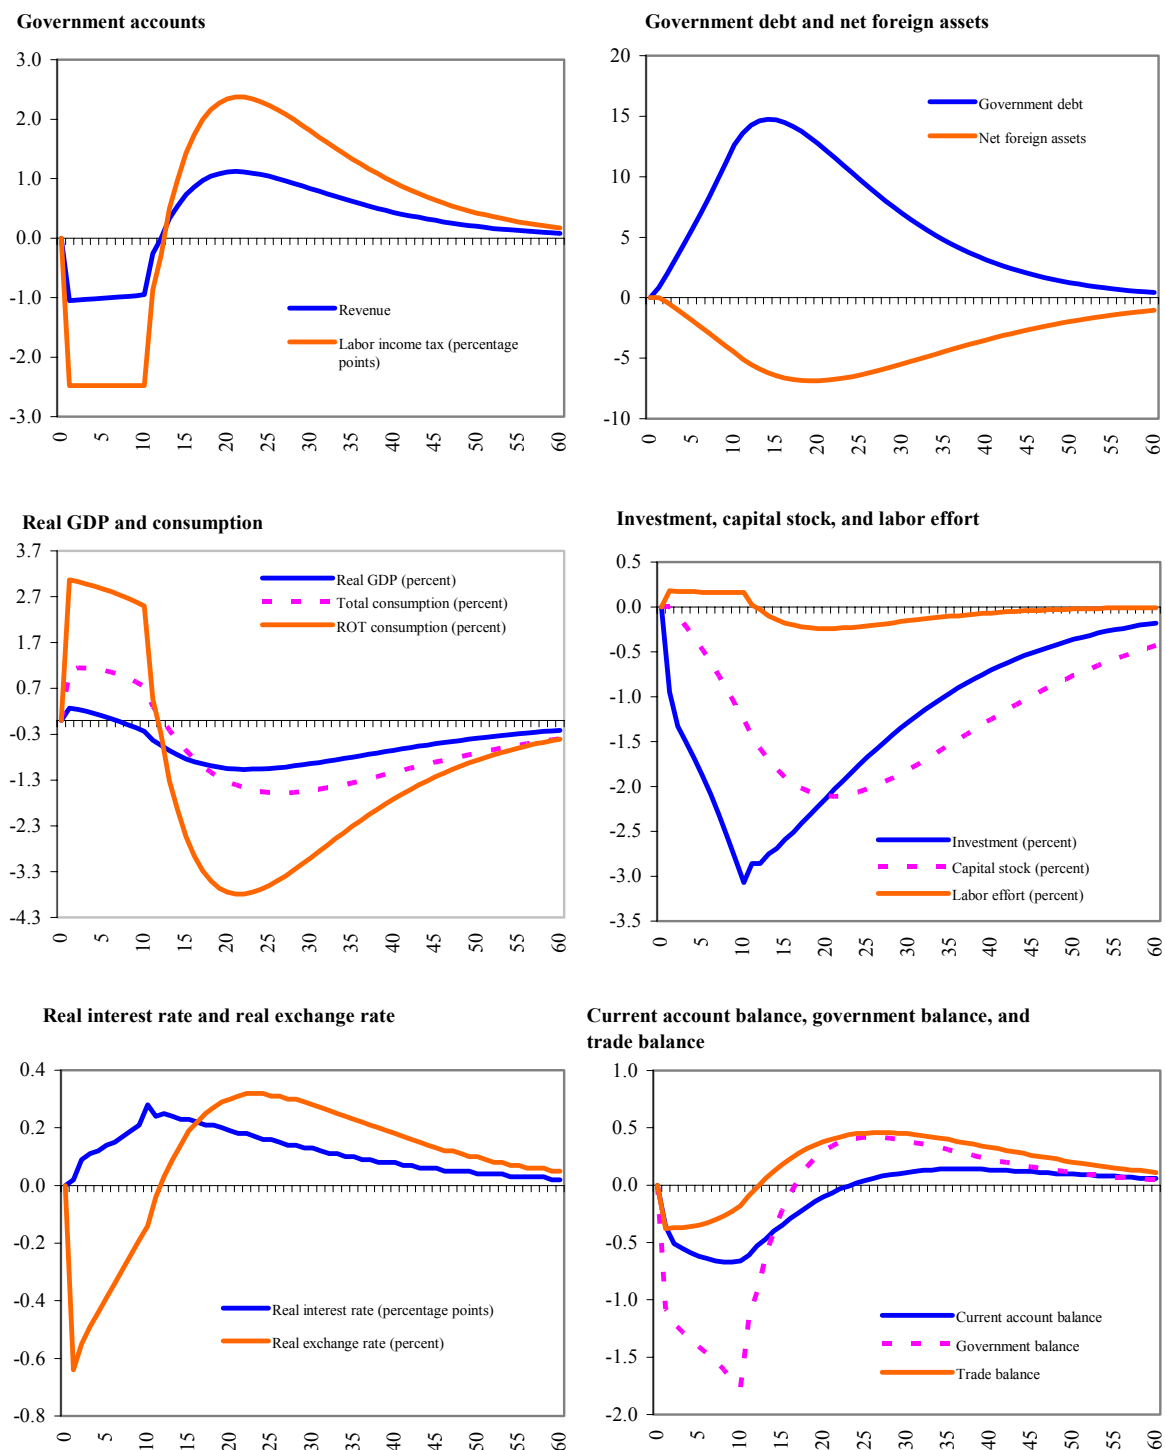 Government accounts
3.0
2.0
1.0
0.0
-1.0
-2.0
-3.0
Revenue
Labor income tax (percentage
points)
0 5 10 15 20 25 30 35 40 45 50 55 60
Government debt and net foreign assets
20
15
10
5
0
-5
-10
Government debt
Net foreign assets
0 5 10 15 20 25 30 35 40 45 50 55 60
Real GDP and consumption
3.7
2.7
1.7
0.7
-0.3
-1.3
-2.3
-3.3
-4.3
Real GDP (percent)
Total consumption (percent)
ROT consumption (percent)
0 5 10 15 20 25 30 35 40 45 50 55 60
Investment, capital stock, and labor effort
0.5
0.0
-0.5
-1.0
-1.5
-2.0
-2.5
-3.0
-3.5
Investment (percent)
Capital stock (percent)
Labor effort (percent)
0 5 10 15 20 25 30 35 40 45 50 55 60
Real interest rate and real exchange rate
0.4
0.2
0.0
-0.2
-0.4
-0.6
-0.8
Real interest rate (percentage points)
Real exchange rate (percent)
0 5 10 15 20 25 30 35 40 45 50 55 60
Current account balance, government balance, and
trade balance
1.0
0.5
0.0
-0.5
-1.0
-1.5
-2.0
Current account balance
Government balance
Trade balance
0 5 10 15 20 25 30 35 40 45 50 55 60